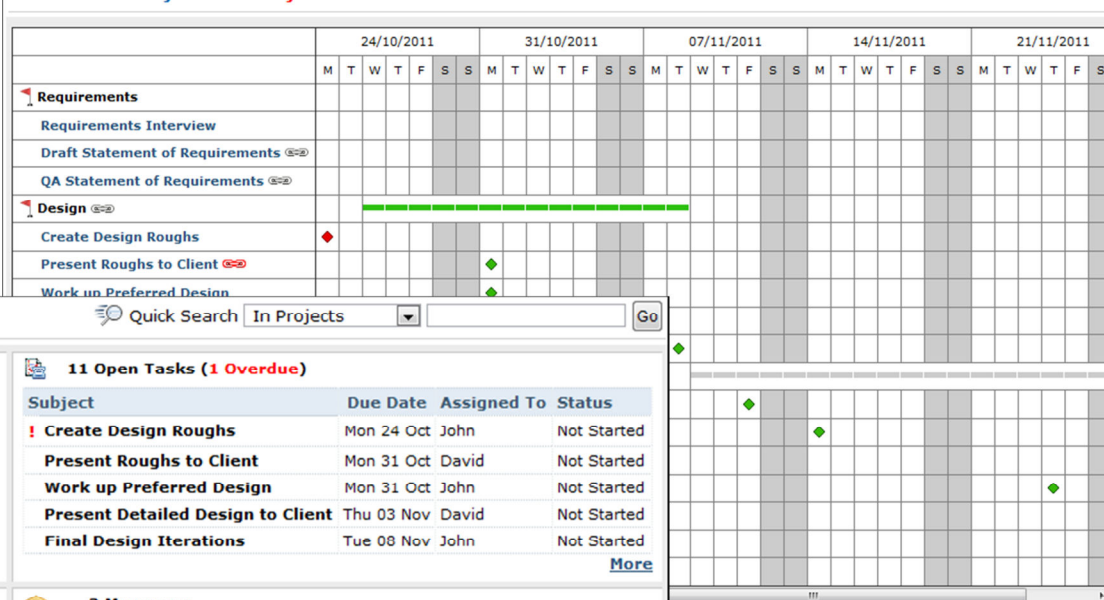 24/10/2011 31/10/2011 07/11/2011 14/11/2011 21/11/2011
M T W T F S S M T W T F S S M T W T F S S M T W T F S S M T W T F S
Requirements
Requirements Interview
Draft Statement of Requirements
QA Statement of Requirements
Design
Create Design Roughs
Present Roughs to Client
Work up Preferred Design
Quick Search In Projects Go
11 Open Tasks (1 Overdue)
Subject Due Date Assigned To Status
! Create Design Roughs Mon 24 Oct John Not Started
Present Roughs to Client Mon 31 Oct David Not Started
Work up Preferred Design Mon 31 Oct John Not Started
Present Detailed Design to Client Thu 03 Nov David Not Started
Final Design Iterations Tue 08 Nov John Not Started
More